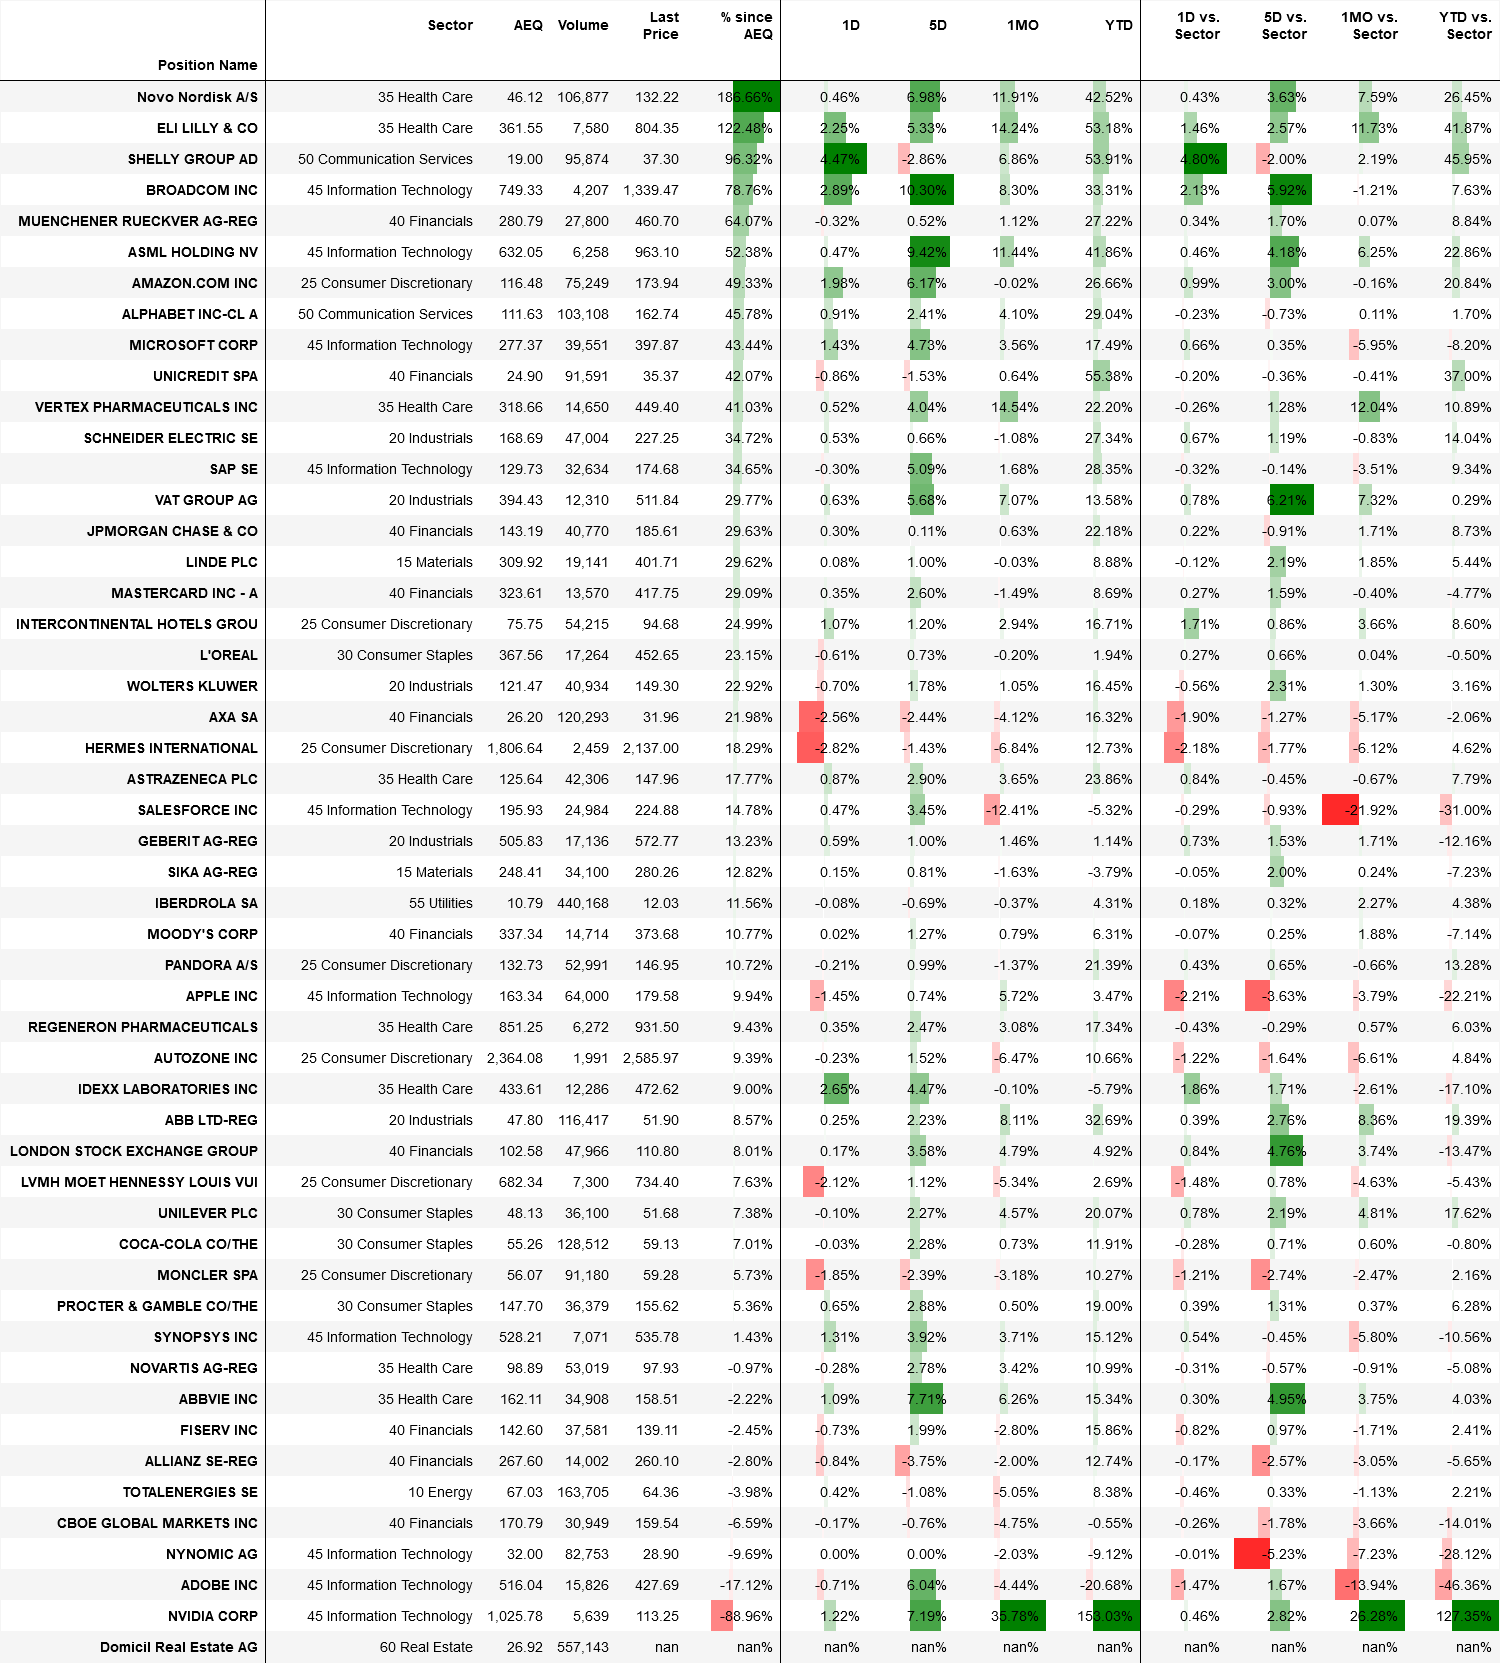 Position Name Sector AEQ Volume Last Price % since AEQ 1D 5D 1MO YTD 1D vs. Sector 5D vs. Sector 1MO vs. Sector YTD vs. Sector
Novo Nordisk A/S 35 Health Care 46.12 106,877 132.22 186.66% 0.46% 6.98% 11.91% 42.52% 0.43% 3.63% 7.59% 26.45%
ELI LILLY & CO 35 Health Care 361.55 7,580 804.35 122.48% 2.25% 5.33% 14.24% 53.18% 1.46% 2.57% 11.73% 41.87%
SHELLY GROUP AD 50 Communication Services 19.00 95,874 37.30 96.32% 4.47% -2.86% 6.86% 53.91% 4.80% -2.00% 2.19% 45.95%
BROADCOM INC 45 Information Technology 749.33 4,207 1,339.47 78.76% 2.89% 10.30% 8.30% 33.31% 2.13% 5.92% -1.21% 7.63%
MUENCHENER RUECKVER AG-REG 40 Financials 280.79 27,800 460.70 64.07% -0.32% 0.52% 1.12% 27.22% 0.34% 1.70% 0.07% 8.84%
ASML HOLDING NV 45 Information Technology 632.05 6,258 963.10 52.38% 0.47% 9.42% 11.44% 41.86% 0.46% 4.18% 6.25% 22.86%
AMAZON.COM INC 25 Consumer Discretionary 116.48 75,249 173.94 49.33% 1.98% 6.17% -0.02% 26.66% 0.99% 3.00% -0.16% 20.84%
ALPHABET INC-CL A 50 Communication Services 111.63 103,108 162.74 45.78% 0.91% 2.41% 4.10% 29.04% -0.23% -0.73% 0.11% 1.70%
MICROSOFT CORP 45 Information Technology 277.37 39,551 397.87 43.44% 1.43% 4.73% 3.56% 17.49% 0.66% 0.35% -5.95% -8.20%
UNICREDIT SPA 40 Financials 24.90 91,591 35.37 42.07% -0.86% -1.53% 0.64% 55.38% -0.20% -0.36% -0.41% 37.00%
VERTEX PHARMACEUTICALS INC 35 Health Care 318.66 14,650 449.40 41.03% 0.52% 4.04% 14.54% 22.20% -0.26% 1.28% 12.04% 10.89%
SCHNEIDER ELECTRIC SE 20 Industrials 168.69 47,004 227.25 34.72% 0.53% 0.66% -1.08% 27.34% 0.67% 1.19% -0.83% 14.04%
SAP SE 45 Information Technology 129.73 32,634 174.68 34.65% -0.30% 5.09% 1.68% 28.35% -0.32% -0.14% -3.51% 9.34%
VAT GROUP AG 20 Industrials 394.43 12,310 511.84 29.77% 0.63% 5.68% 7.07% 13.58% 0.78% 6.21% 7.32% 0.29%
JPMORGAN CHASE & CO 40 Financials 143.19 40,770 185.61 29.63% 0.30% 0.11% 0.63% 22.18% 0.22% -0.91% 1.71% 8.73%
LINDE PLC 15 Materials 309.92 19,141 401.71 29.62% 0.08% 1.00% -0.03% 8.88% -0.12% 2.19% 1.85% 5.44%
MASTERCARD INC - A 40 Financials 323.61 13,570 417.75 29.09% 0.35% 2.60% -1.49% 8.69% 0.27% 1.59% -0.40% -4.77%
INTERCONTINENTAL HOTELS GROU 25 Consumer Discretionary 75.75 54,215 94.68 24.99% 1.07% 1.20% 2.94% 16.71% 1.71% 0.86% 3.66% 8.60%
L'OREAL 30 Consumer Staples 367.56 17,264 452.65 23.15% -0.61% 0.73% -0.20% 1.94% 0.27% 0.66% 0.04% -0.50%
WOLTERS KLUWER 20 Industrials 121.47 40,934 149.30 22.92% -0.70% 1.78% 1.05% 16.45% -0.56% 2.31% 1.30% 3.16%
AXA SA 40 Financials 26.20 120,293 31.96 21.98% -2.56% -2.44% -4.12% 16.32% -1.90% -1.27% -5.17% -2.06%
HERMES INTERNATIONAL 25 Consumer Discretionary 1,806.64 2,459 2,137.00 18.29% -2.82% -1.43% -6.84% 12.73% -2.18% -1.77% -6.12% 4.62%
ASTRAZENECA PLC 35 Health Care 125.64 42,306 147.96 17.77% 0.87% 2.90% 3.65% 23.86% 0.84% -0.45% -0.67% 7.79%
SALESFORCE INC 45 Information Technology 195.93 24,984 224.88 14.78% 0.47% 3.45% -12.41% -5.32% -0.29% -0.93% -21.92% -31.00%
GEBERIT AG-REG 20 Industrials 505.83 17,136 572.77 13.23% 0.59% 1.00% 1.46% 1.14% 0.73% 1.53% 1.71% -12.16%
SIKA AG-REG 15 Materials 248.41 34,100 280.26 12.82% 0.15% 0.81% -1.63% -3.79% -0.05% 2.00% 0.24% -7.23%
IBERDROLA SA 55 Utilities 10.79 440,168 12.03 11.56% -0.08% -0.69% -0.37% 4.31% 0.18% 0.32% 2.27% 4.38%
MOODY'S CORP 40 Financials 337.34 14,714 373.68 10.77% 0.02% 1.27% 0.79% 6.31% -0.07% 0.25% 1.88% -7.14%
PANDORA A/S 25 Consumer Discretionary 132.73 52,991 146.95 10.72% -0.21% 0.99% -1.37% 21.39% 0.43% 0.65% -0.66% 13.28%
APPLE INC 45 Information Technology 163.34 64,000 179.58 9.94% -1.45% 0.74% 5.72% 3.47% -2.21% -3.63% -3.79% -22.21%
REGENERON PHARMACEUTICALS 35 Health Care 851.25 6,272 931.50 9.43% 0.35% 2.47% 3.08% 17.34% -0.43% -0.29% 0.57% 6.03%
AUTOZONE INC 25 Consumer Discretionary 2,364.08 1,991 2,585.97 9.39% -0.23% 1.52% -6.47% 10.66% -1.22% -1.64% -6.61% 4.84%
IDEXX LABORATORIES INC 35 Health Care 433.61 12,286 472.62 9.00% 2.65% 4.47% -0.10% -5.79% 1.86% 1.71% -2.61% -17.10%
ABB LTD-REG 20 Industrials 47.80 116,417 51.90 8.57% 0.25% 2.23% 8.11% 32.69% 0.39% 2.76% 8.36% 19.39%
LONDON STOCK EXCHANGE GROUP 40 Financials 102.58 47,966 110.80 8.01% 0.17% 3.58% 4.79% 4.92% 0.84% 4.76% 3.74% -13.47%
LVMH MOET HENNESSY LOUIS VUI 25 Consumer Discretionary 682.34 7,300 734.40 7.63% -2.12% 1.12% -5.34% 2.69% -1.48% 0.78% -4.63% -5.43%
UNILEVER PLC 30 Consumer Staples 48.13 36,100 51.68 7.38% -0.10% 2.27% 4.57% 20.07% 0.78% 2.19% 4.81% 17.62%
COCA-COLA CO/THE 30 Consumer Staples 55.26 128,512 59.13 7.01% -0.03% 2.28% 0.73% 11.91% -0.28% 0.71% 0.60% -0.80%
MONCLER SPA 25 Consumer Discretionary 56.07 91,180 59.28 5.73% -1.85% -2.39% -3.18% 10.27% -1.21% -2.74% -2.47% 2.16%
PROCTER & GAMBLE CO/THE 30 Consumer Staples 147.70 36,379 155.62 5.36% 0.65% 2.88% 0.50% 19.00% 0.39% 1.31% 0.37% 6.28%
SYNOPSYS INC 45 Information Technology 528.21 7,071 535.78 1.43% 1.31% 3.92% 3.71% 15.12% 0.54% -0.45% -5.80% -10.56%
NOVARTIS AG-REG 35 Health Care 98.89 53,019 97.93 -0.97% -0.28% 2.78% 3.42% 10.99% -0.31% -0.57% -0.91% -5.08%
ABBVIE INC 35 Health Care 162.11 34,908 158.51 -2.22% 1.09% 7.71% 6.26% 15.34% 0.30% 4.95% 3.75% 4.03%
FISERV INC 40 Financials 142.60 37,581 139.11 -2.45% -0.73% 1.99% -2.80% 15.86% -0.82% 0.97% -1.71% 2.41%
ALLIANZ SE-REG 40 Financials 267.60 14,002 260.10 -2.80% -0.84% -3.75% -2.00% 12.74% -0.17% -2.57% -3.05% -5.65%
TOTALENERGIES SE 10 Energy 67.03 163,705 64.36 -3.98% 0.42% -1.08% -5.05% 8.38% -0.46% 0.33% -1.13% 2.21%
CBOE GLOBAL MARKETS INC 40 Financials 170.79 30,949 159.54 -6.59% -0.17% -0.76% -4.75% -0.55% -0.26% -1.78% -3.66% -14.01%
NYNOMIC AG 45 Information Technology 32.00 82,753 28.90 -9.69% 0.00% 0.00% -2.03% -9.12% -0.01% -5.23% -7.23% -28.12%
ADOBE INC 45 Information Technology 516.04 15,826 427.69 -17.12% -0.71% 6.04% -4.44% -20.68% -1.47% 1.67% -13.94% -46.36%
NVIDIA CORP 45 Information Technology 1,025.78 5,639 113.25 -88.96% 1.22% 7.19% 35.78% 153.03% 0.46% 2.82% 26.28% 127.35%
Domicil Real Estate AG 60 Real Estate 26.92 557,143 nan nan% nan% nan% nan% nan% nan% nan% nan% nan%